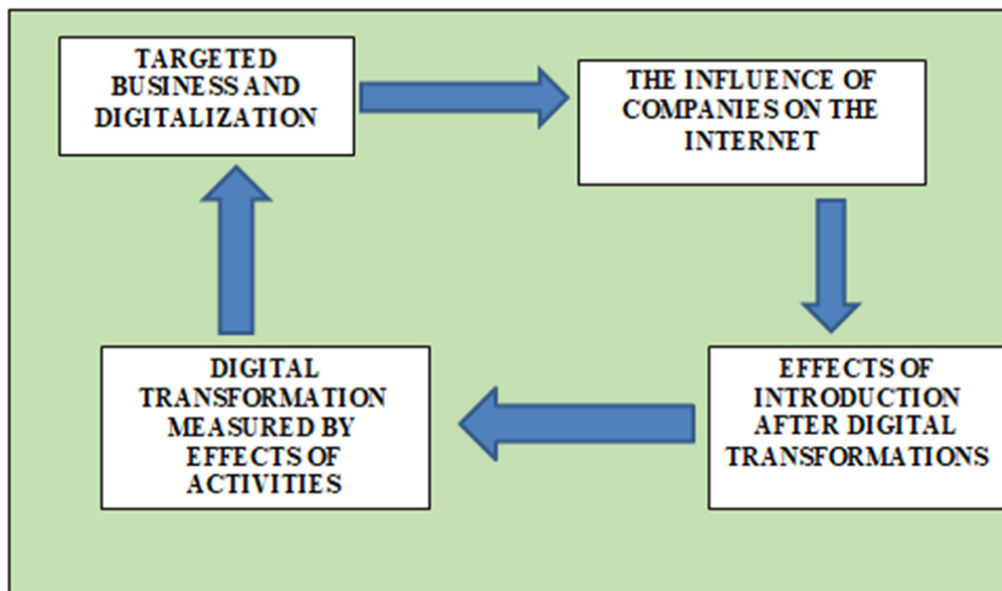 TARGETED
BUSINESS AND
DIGITALIZATION
THE INFLUENCE OF
COMPANIES ON THE
INTERNET
EFFECTS OF
INTRODUCTION
AFTER DIGITAL
TRANSFORMATIONS
DIGITAL
TRANSFORMATION
MEASURED BY
EFFECTS OF
ACTIVITIES